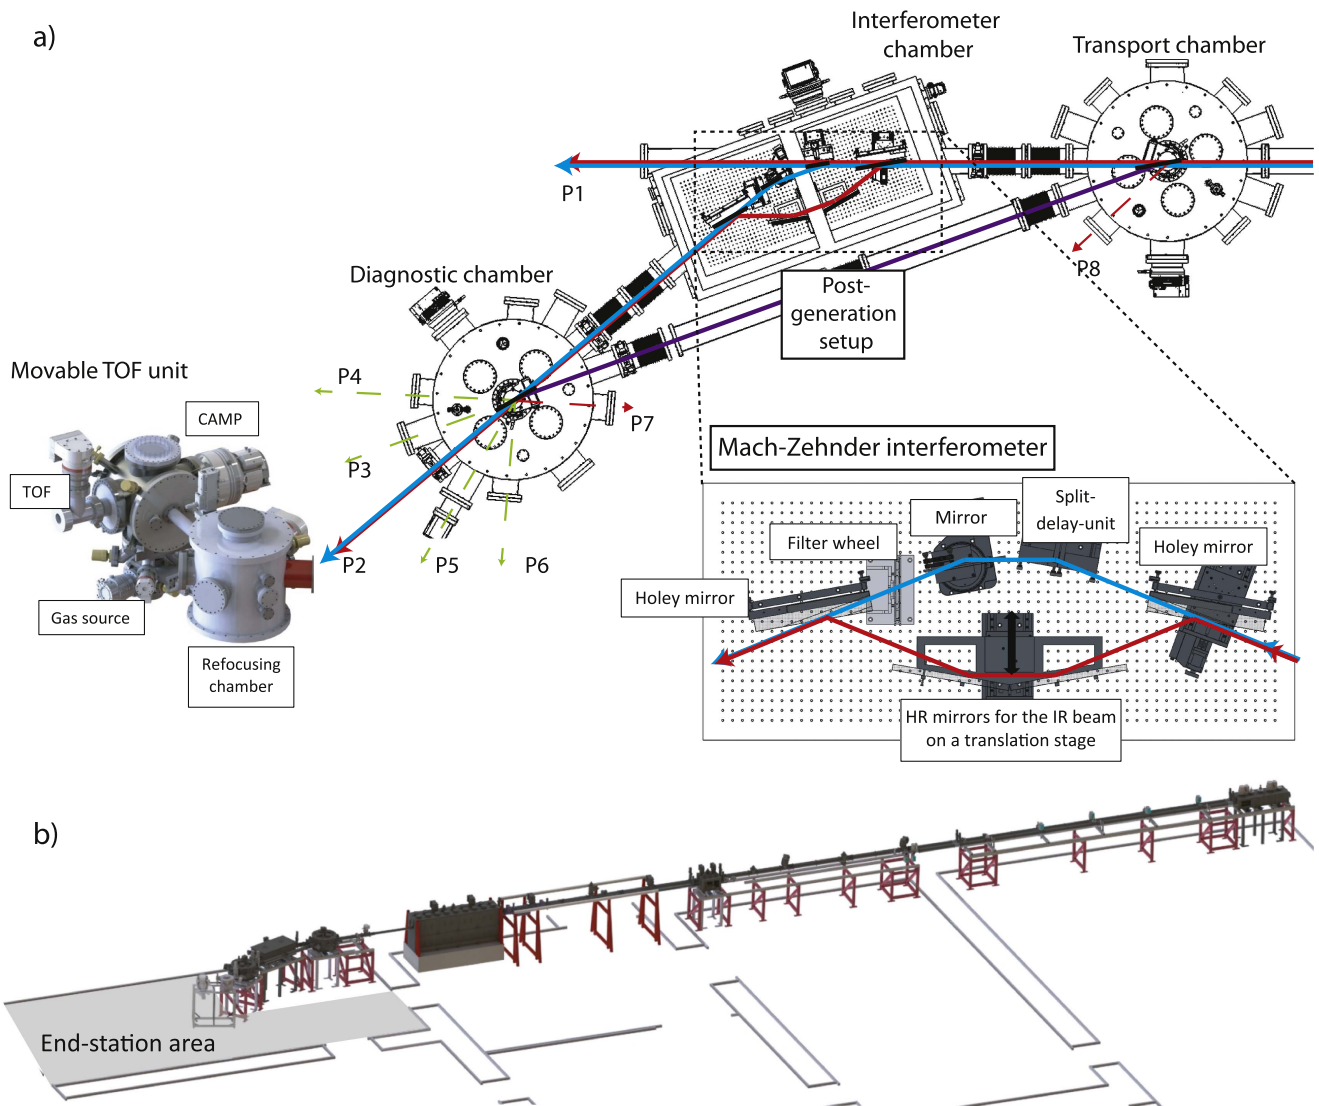 a)
Interferometer
chamber
Transport chamber
P1
P8
Diagnostic chamber
Post-
generation
setup
Movable TOF unit
P4
CAMP
P7
P3
TOF
P2
P5
P6
Gas source
Refocusing
chamber
Mach-Zehnder interferometer
Mirror
Split-
delay-unit
Filter wheel
Holey mirror
Holey mirror
HR mirrors for the IR beam
on a translation stage
b)
End-station area